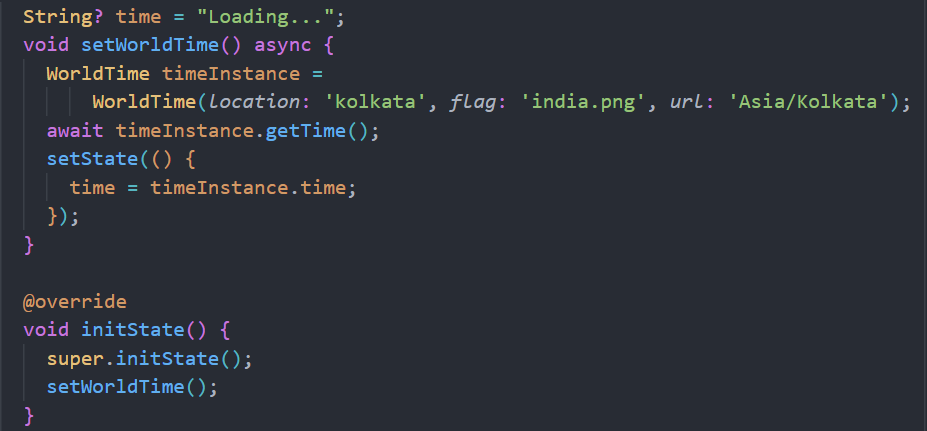 String? time = "Loading...";
void setWorldTime() async {
WorldTime timeInstance =
WorldTime(location: 'kolkata', flag: 'india.png', url: 'Asia/Kolkata');
await timeInstance.getTime();
setState(() {
time = timeInstance.time;
});
}
@override
void initState() {
super.initState();
setWorldTime();
}